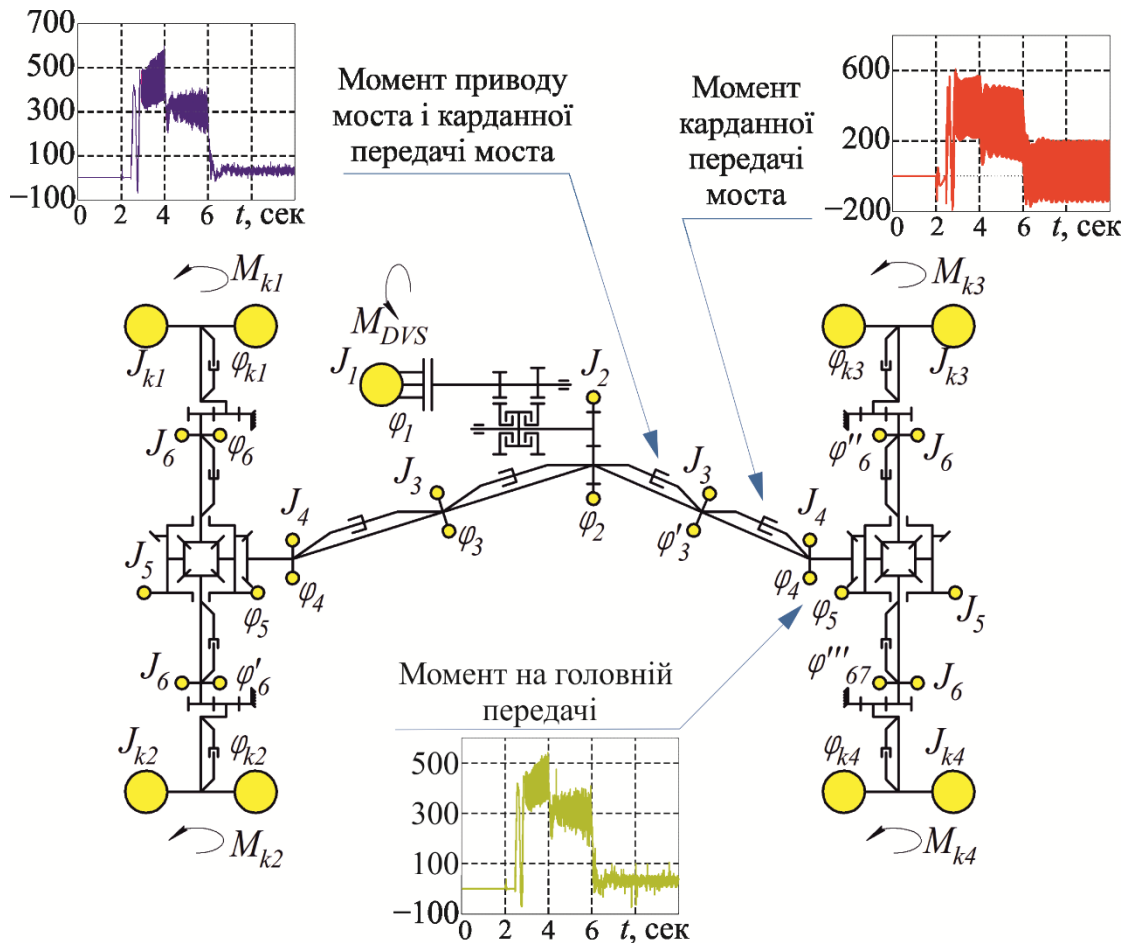 700
500
300
100
−100
0 2 4 6 t, сек
Момент приводу
моста і карданної
передачі моста
Момент
карданної
передачі
моста
600
200
−200
0 2 4 6 t, сек
M_k1
M_DVS
M_k3
J_k1
φ_k1
J_1
φ_1
J_2
φ_k3
J_k3
J_6
φ_6
φ''_6
J_6
J_3
φ_3
φ_2
J_3
φ'_3
J_4
φ_4
J_4
φ_4
J_5
φ_5
φ_5
J_5
J_6
φ'_6
φ'''_67
J_6
Момент на головній
передачі
J_k2
φ_k2
φ_k4
J_k4
M_k2
M_k4
500
300
100
−100
0 2 4 6 t, сек